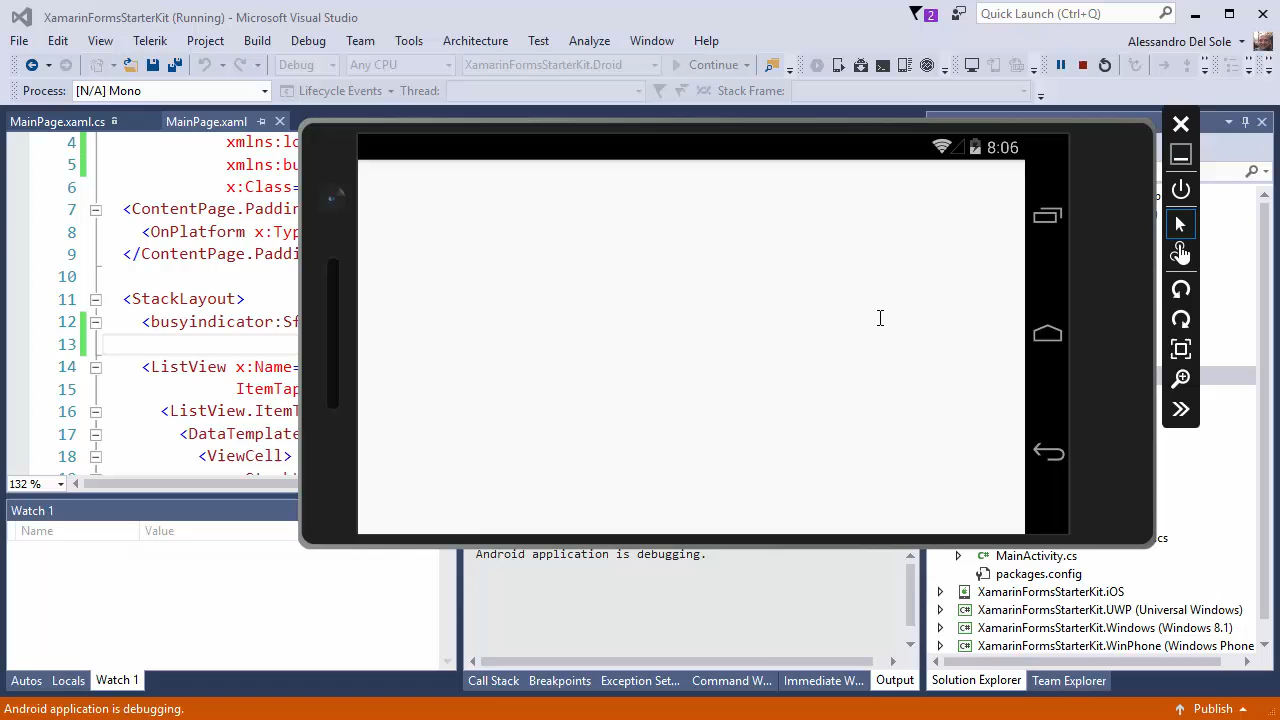 XamarinFormsStarterKit (Running) - Microsoft Visual Studio
2
Quick Launch (Ctrl+Q)
File Edit View Telerik Project Build Debug Team Tools Architecture Test Analyze Window Help
Alessandro Del Sole
Debug Any CPU XamarinFormsStarterKit.Droid Continue
Process: [N/A] Mono Lifecycle Events Thread: Stack Frame:
MainPage.xaml.cs MainPage.xaml
8:06
4 xmlns:lo
5 xmlns:bu
6 x:Class=
7 <ContentPage.Paddin
8 <OnPlatform x:Typ
9 </ContentPage.Paddi
10
11 <StackLayout>
12 <busyindicator:Sf
13
14 <ListView x:Name=
15 ItemTap
16 <ListView.ItemT
17 <DataTemplate
18 <ViewCell>
132 %
Watch 1
Name Value
Android application is debugging.
.cs
C# MainActivity.cs
packages.config
XamarinFormsStarterKit.iOS
C# XamarinFormsStarterKit.UWP (Universal Windows)
C# XamarinFormsStarterKit.Windows (Windows 8.1)
C# XamarinFormsStarterKit.WinPhone (Windows Phone
Autos Locals Watch 1
Call Stack Breakpoints Exception Set... Command W... Immediate W... Output
Solution Explorer Team Explorer
Android application is debugging.
Publish